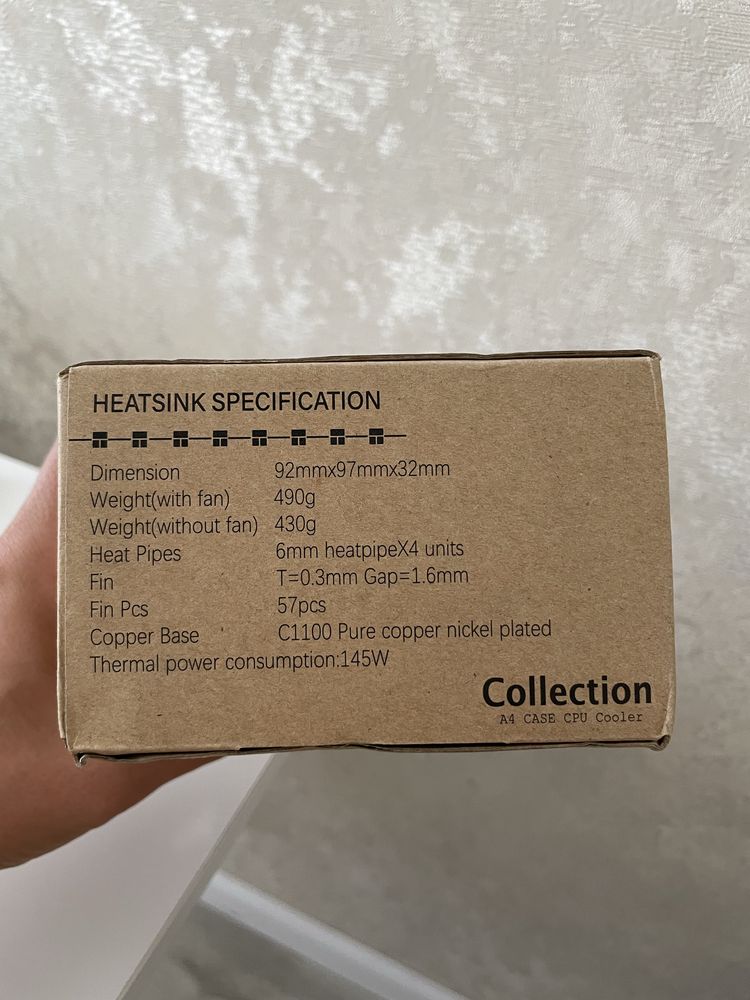 HEATSINK SPECIFICATION
Dimension 92mmx97mmx32mm
Weight(with fan) 490g
Weight(without fan) 430g
Heat Pipes 6mm heatpipeX4 units
Fin T=0.3mm Gap=1.6mm
Fin Pcs 57pcs
Copper Base C1100 Pure copper nickel plated
Thermal power consumption:145W
Collection
A4 CASE CPU Cooler